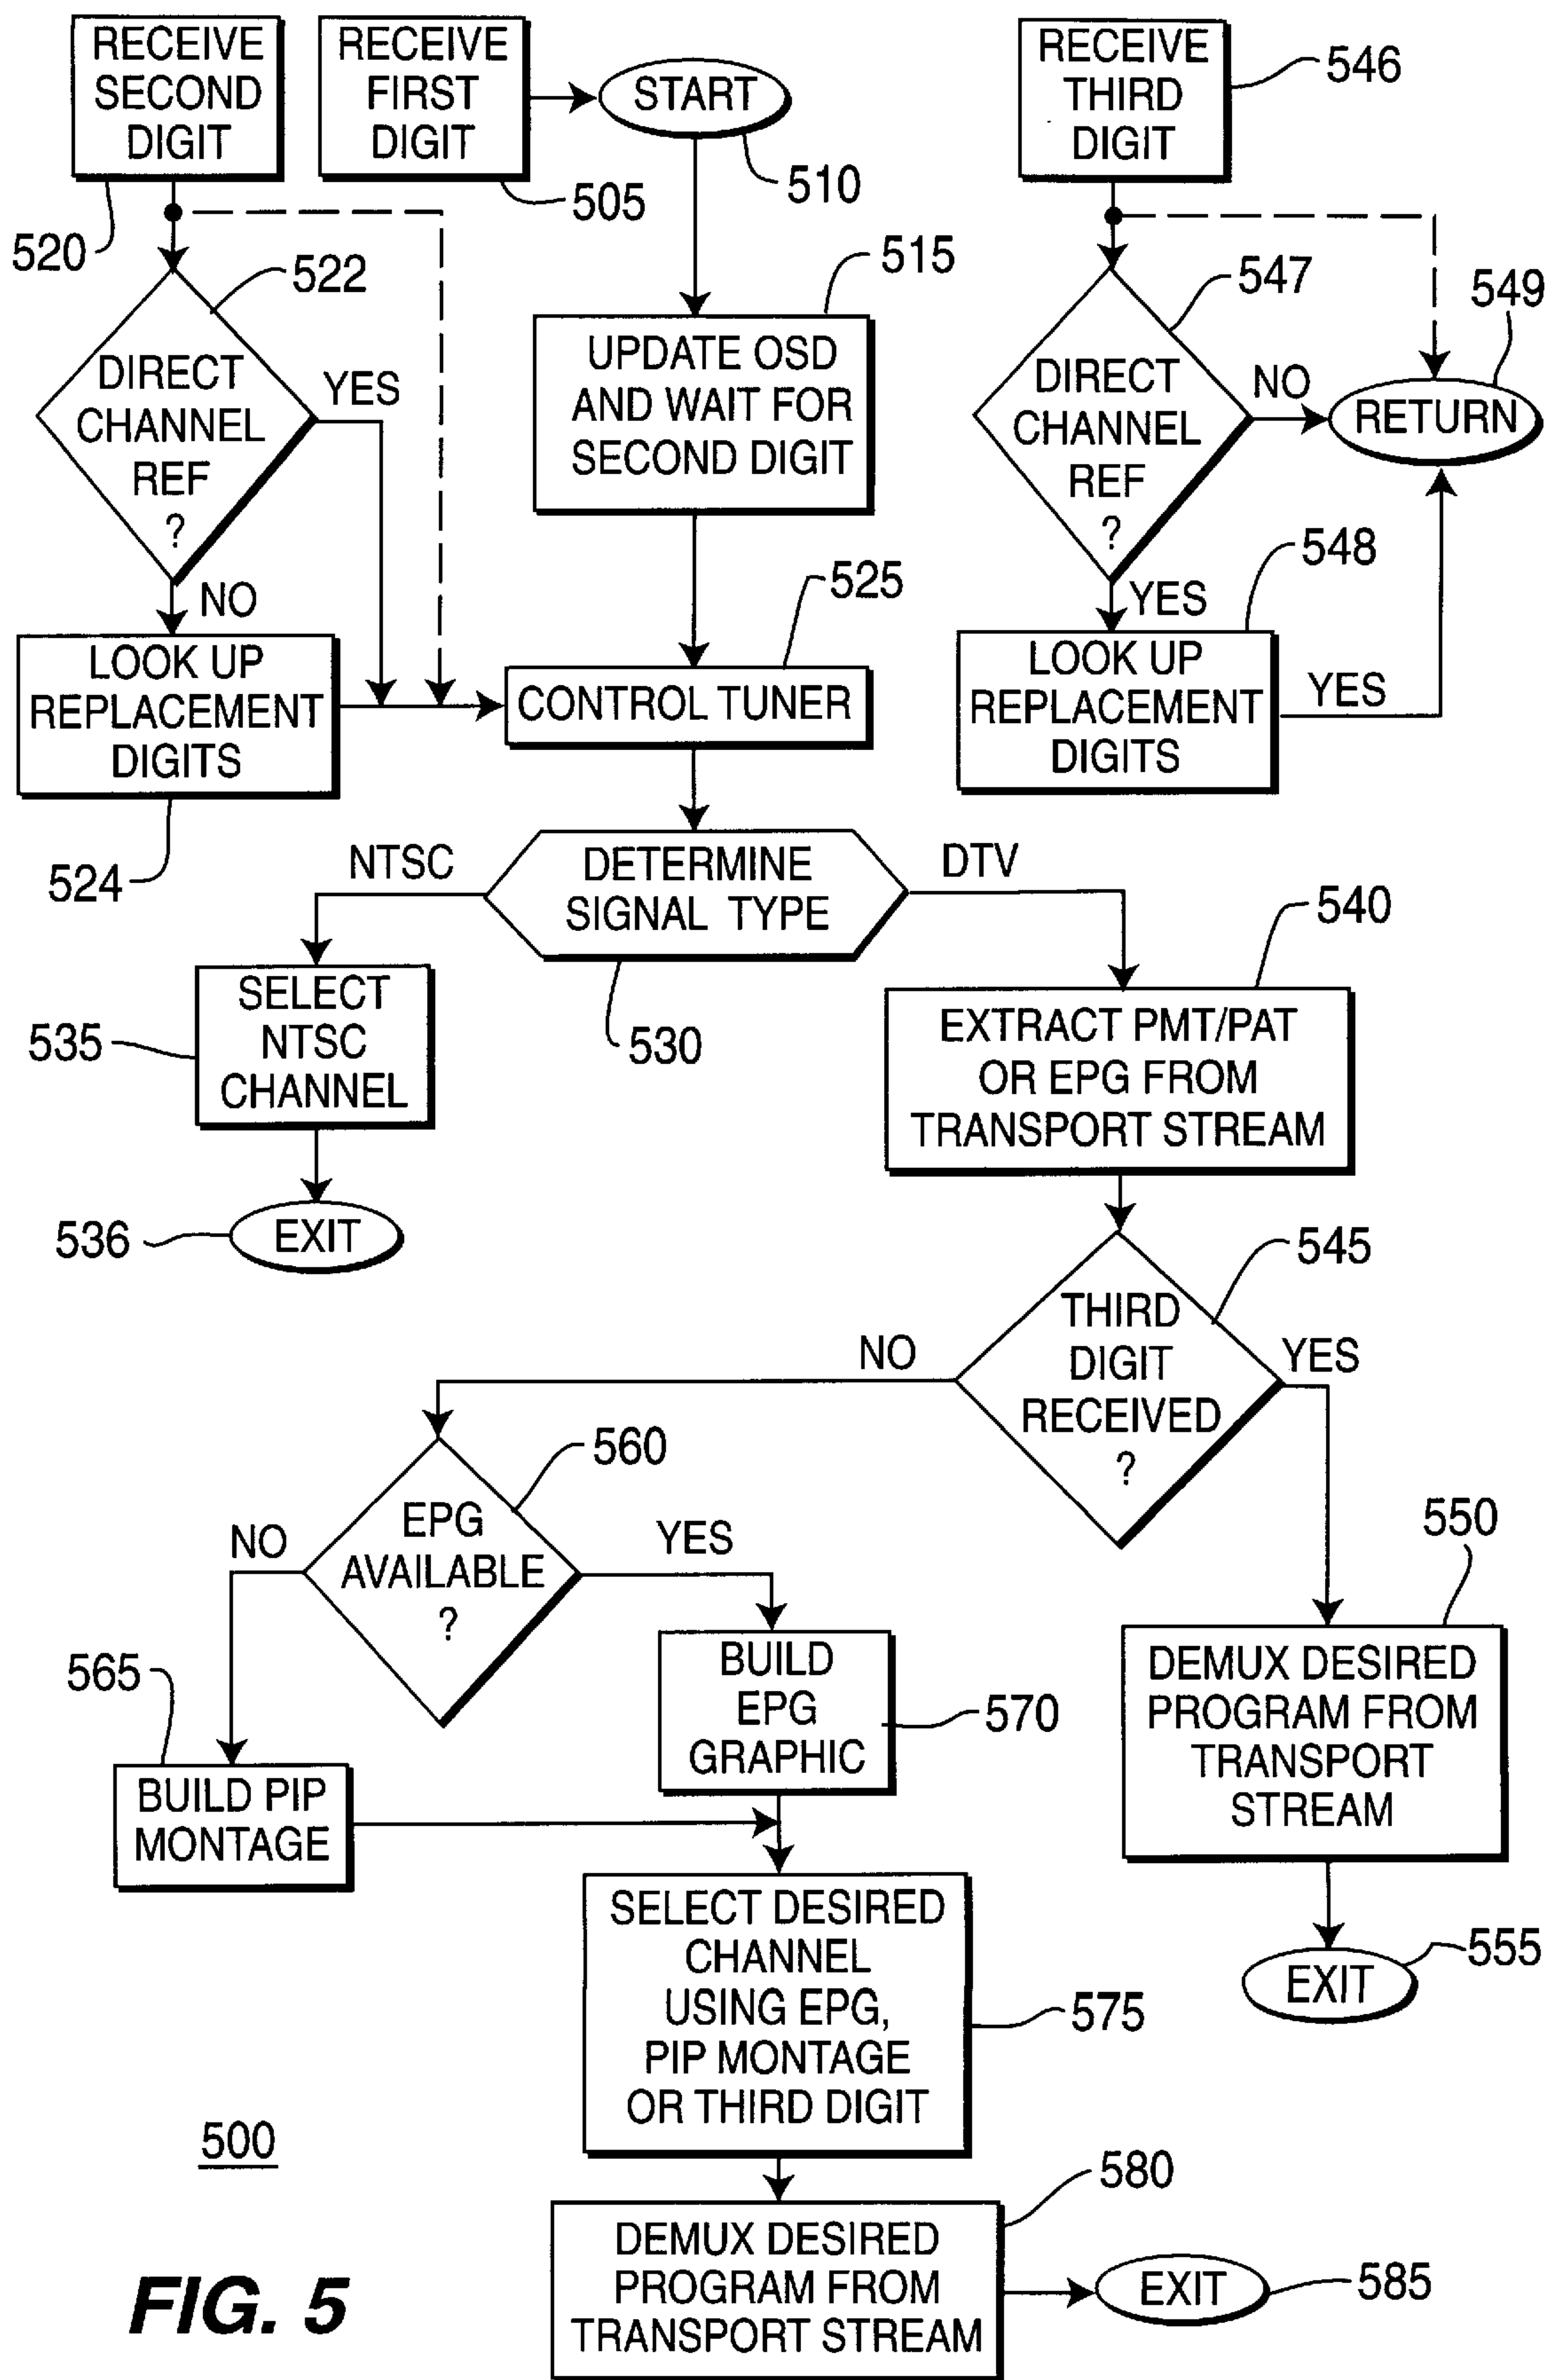 RECEIVE
SECOND
DIGIT
520
RECEIVE
FIRST
DIGIT
505
START
510
RECEIVE
THIRD
DIGIT
546
522
DIRECT
CHANNEL
REF
?
YES
NO
LOOK UP
REPLACEMENT
DIGITS
524
515
UPDATE OSD
AND WAIT FOR
SECOND DIGIT
525
CONTROL TUNER
547
DIRECT
CHANNEL
REF
?
NO
549
RETURN
YES
548
LOOK UP
REPLACEMENT
DIGITS
YES
NTSC
DETERMINE
SIGNAL TYPE
DTV
530
535
SELECT
NTSC
CHANNEL
536
EXIT
540
EXTRACT PMT/PAT
OR EPG FROM
TRANSPORT STREAM
545
THIRD
DIGIT
RECEIVED
?
NO
YES
560
EPG
AVAILABLE
?
NO
YES
550
DEMUX DESIRED
PROGRAM FROM
TRANSPORT
STREAM
555
EXIT
565
BUILD PIP
MONTAGE
BUILD
EPG
GRAPHIC
570
SELECT DESIRED
CHANNEL
USING EPG,
PIP MONTAGE
OR THIRD DIGIT
575
500
580
DEMUX DESIRED
PROGRAM FROM
TRANSPORT STREAM
EXIT
585
FIG. 5